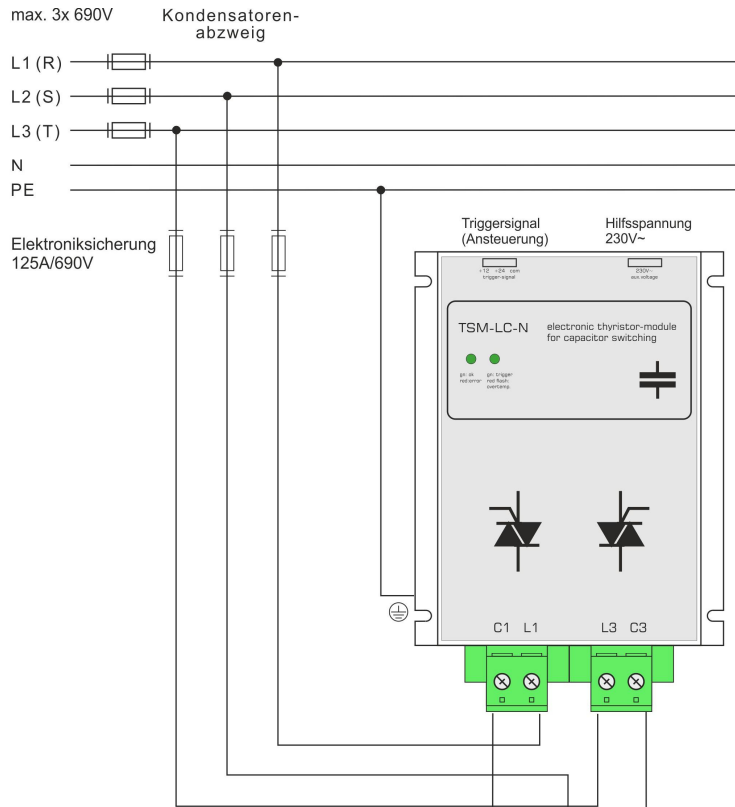 max. 3x 690V
Kondensatoren-
abzweig
L1 (R)
L2 (S)
L3 (T)
N
PE
Elektroniksicherung
125A/690V
Triggersignal
(Ansteuerung)
Hilfsspannung
230V~
+12 +24 com
trigger-signal
230V~
aux.voltage
TSM-LC-N
electronic thyristor-module
for capacitor switching
gn: ok
red:error
gn: trigger
red flash:
overtemp.
C1 L1
L3 C3